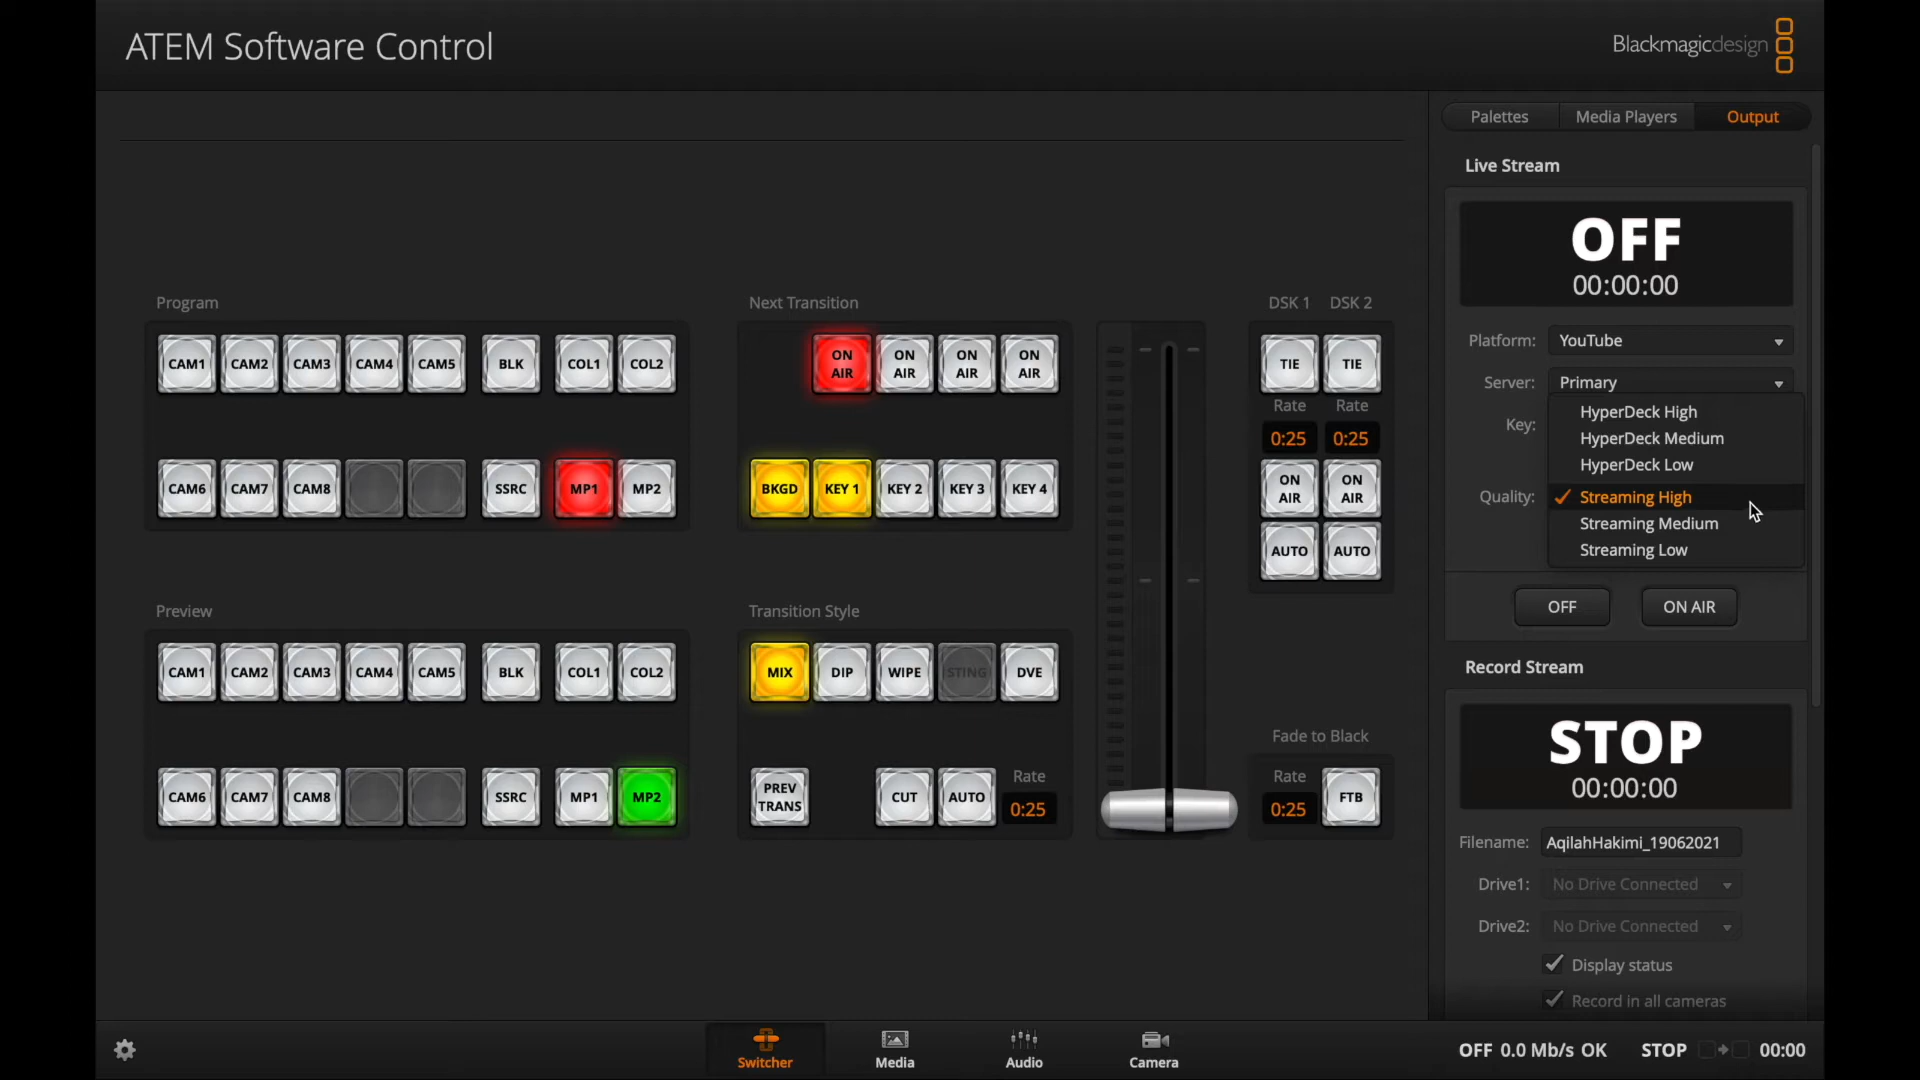 ATEM Software Control
Blackmagicdesign
Palettes
Media Players
Output
Live Stream
OFF
00:00:00
Platform: YouTube
Server: Primary
Key:
Quality:
HyperDeck High
HyperDeck Medium
HyperDeck Low
Streaming High
Streaming Medium
Streaming Low
OFF
ON AIR
Record Stream
STOP
00:00:00
Filename: AqilahHakimi_19062021
Drive1: No Drive Connected
Drive2: No Drive Connected
Display status
Record in all cameras
Program
CAM1 CAM2 CAM3 CAM4 CAM5 BLK COL1 COL2
CAM6 CAM7 CAM8 SSRC MP1 MP2
Next Transition
ON AIR ON AIR ON AIR ON AIR
BKGD KEY 1 KEY 2 KEY 3 KEY 4
DSK 1 DSK 2
TIE TIE
Rate Rate
0:25 0:25
ON AIR ON AIR
AUTO AUTO
Preview
CAM1 CAM2 CAM3 CAM4 CAM5 BLK COL1 COL2
CAM6 CAM7 CAM8 SSRC MP1 MP2
Transition Style
MIX DIP WIPE STING DVE
PREV TRANS
CUT AUTO
Rate
0:25
Fade to Black
Rate
0:25
FTB
Switcher
Media
Audio
Camera
OFF 0.0 Mb/s OK
STOP 00:00